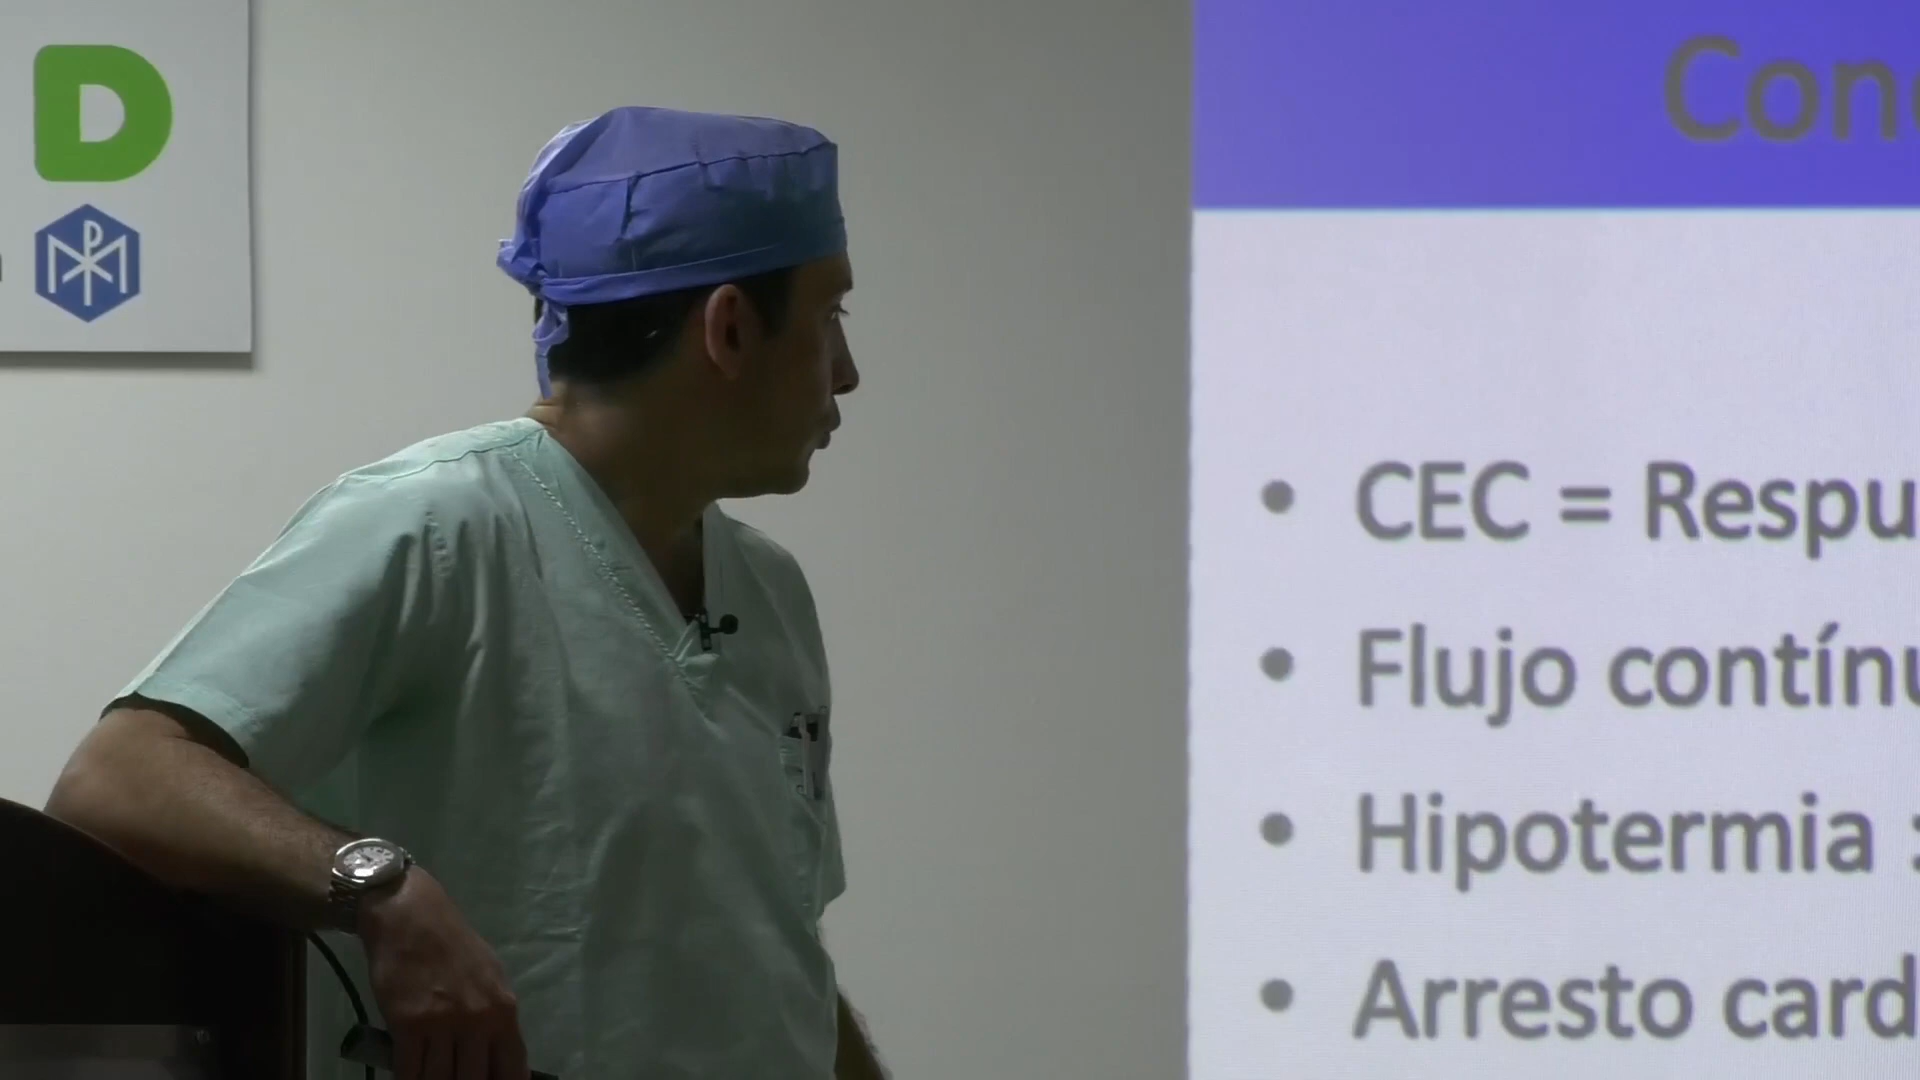 D
Con
CEC = Respu
Flujo contínu
Hipotermia :
Arresto card